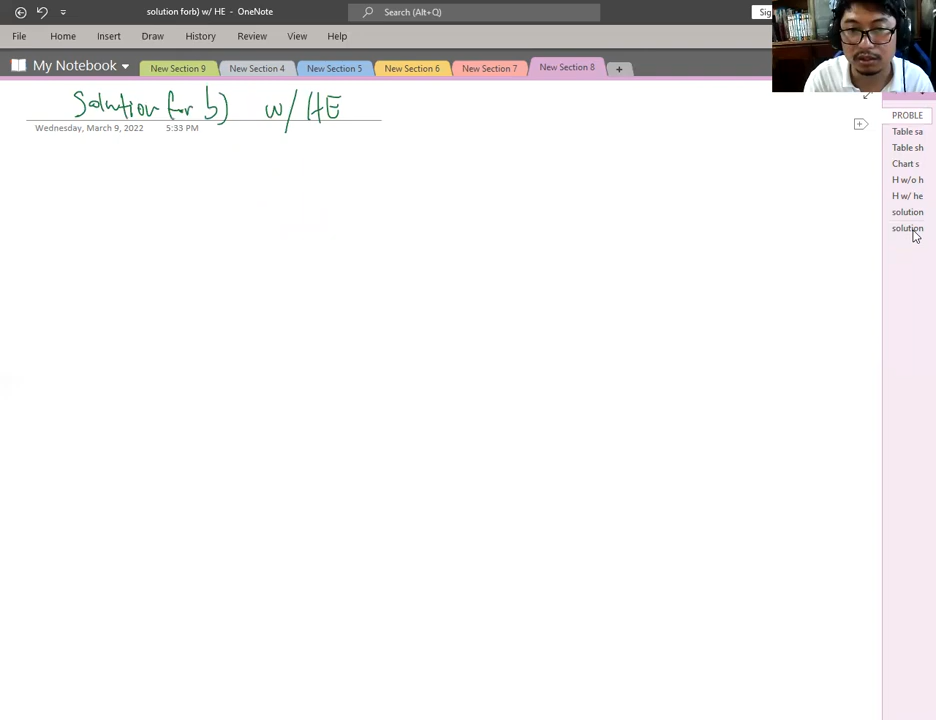 solution forb) w/ HE - OneNote
Search (Alt+Q)
File Home Insert Draw History Review View Help
My Notebook
New Section 9
New Section 4
New Section 5
New Section 6
New Section 7
New Section 8
Solution for b) w/ HE
Wednesday, March 9, 2022 5:33 PM
PROBLE
Table sa
Table sh
Chart s
H w/o h
H w/ he
solution
solution